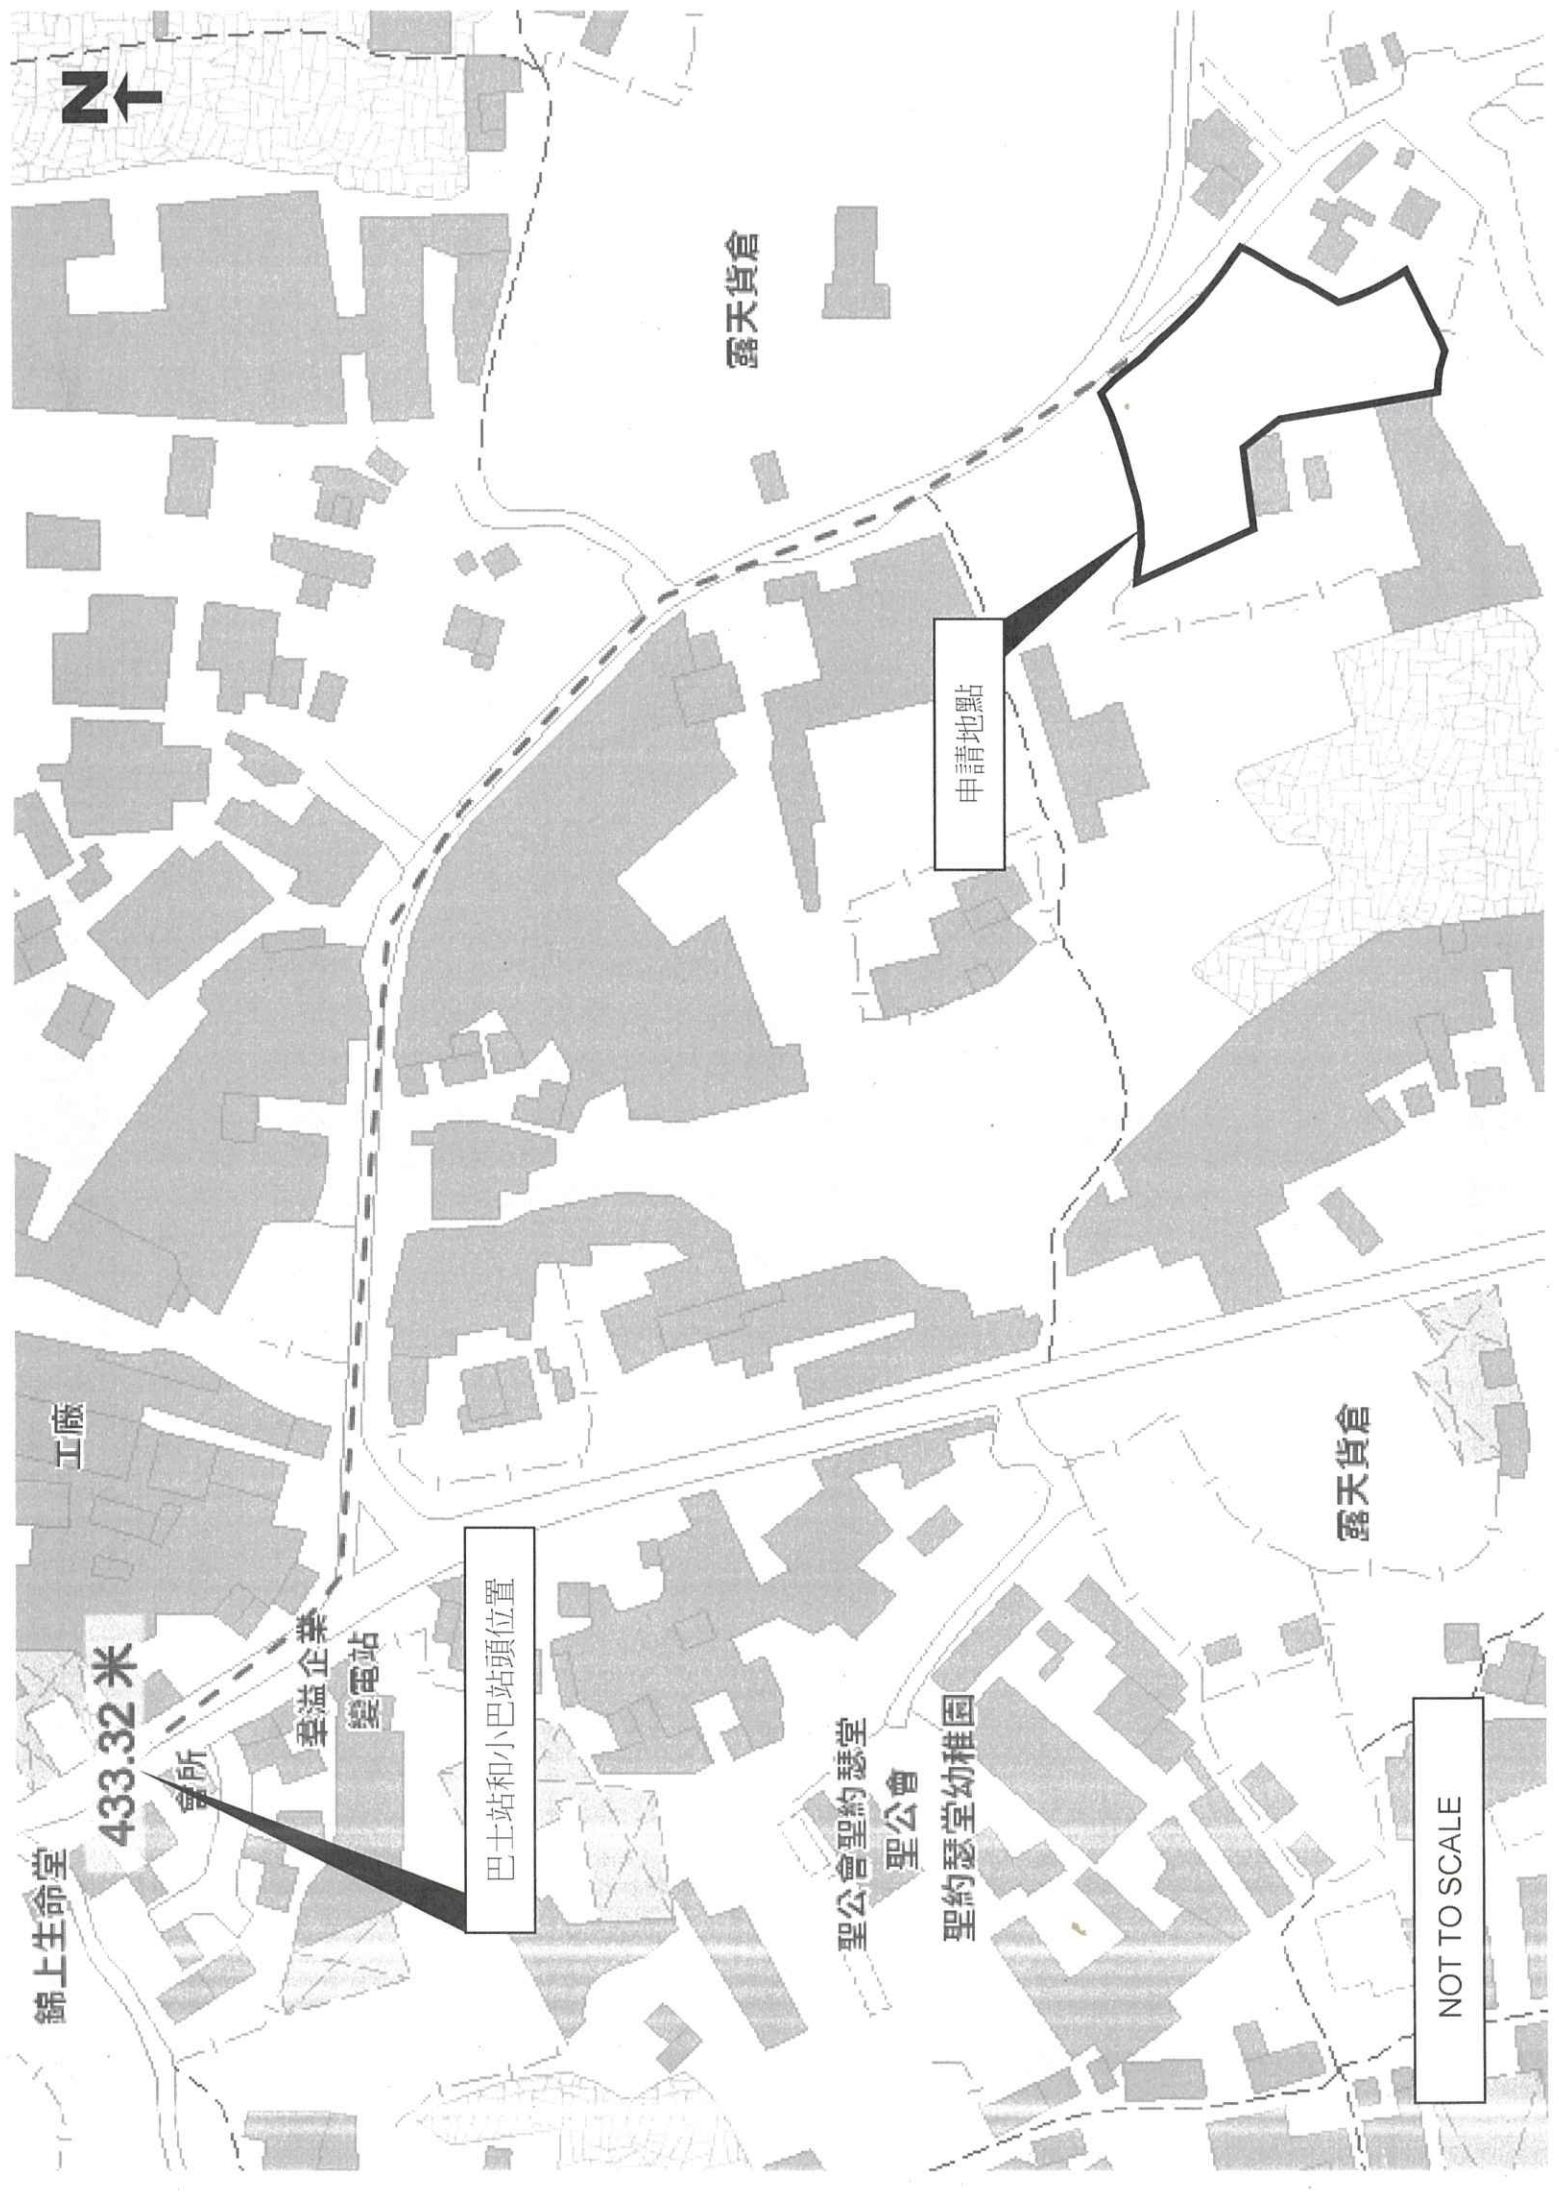 N
錦上生命堂
433.32 米
會所
工廠
羣溢企業
變電站
巴士站和小巴站頭位置
露天貨倉
聖公會聖約瑟堂
聖公會
聖約瑟堂幼稚園
申請地點
露天貨倉
NOT TO SCALE